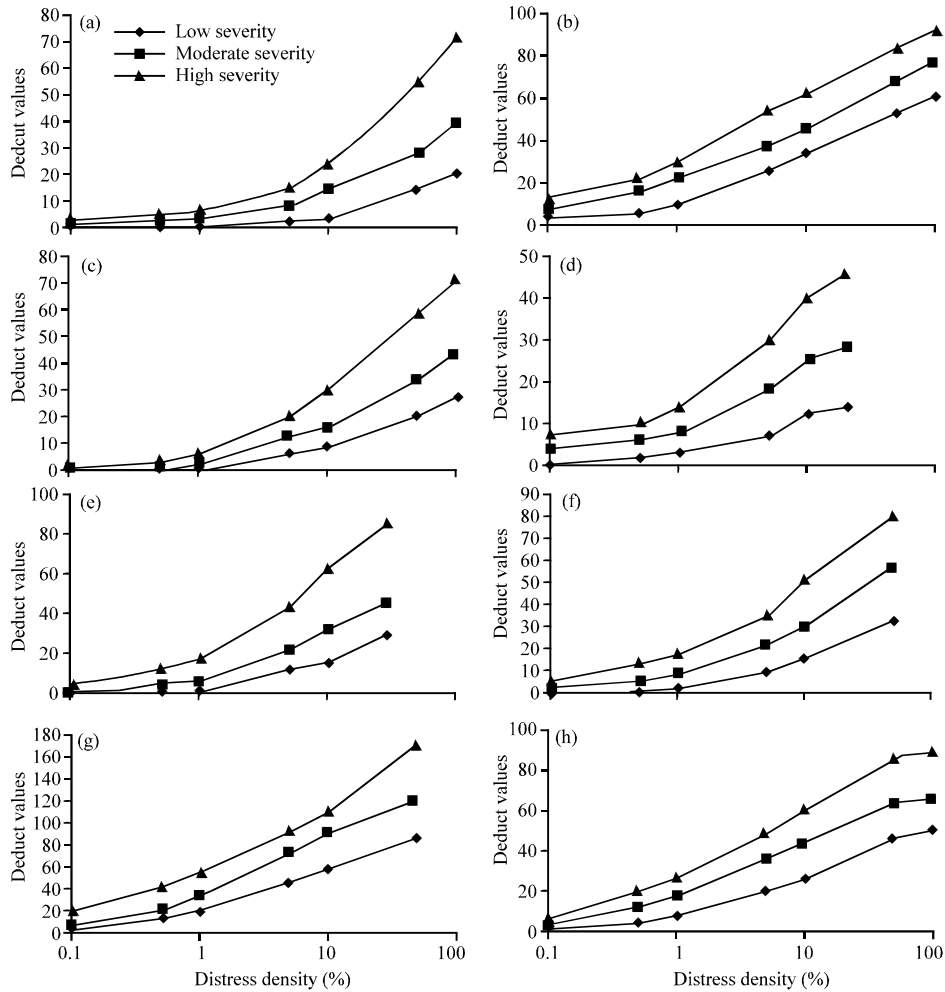 (a)
Low severity
Moderate severity
High severity
Dedcut values
80
70
60
50
40
30
20
10
0
(b)
Deduct values
100
80
60
40
20
0
(c)
Deduct values
80
70
60
50
40
30
20
10
0
(d)
Deduct values
50
40
30
20
10
0
(e)
Deduct values
100
80
60
40
20
0
(f)
Deduct values
90
80
70
60
50
40
30
20
10
0
(g)
Deduct values
180
160
140
120
100
80
60
40
20
0
0.1 1 10 100
Distress density (%)
(h)
Deduct values
100
80
60
40
20
0
0.1 1 10 100
Distress density (%)